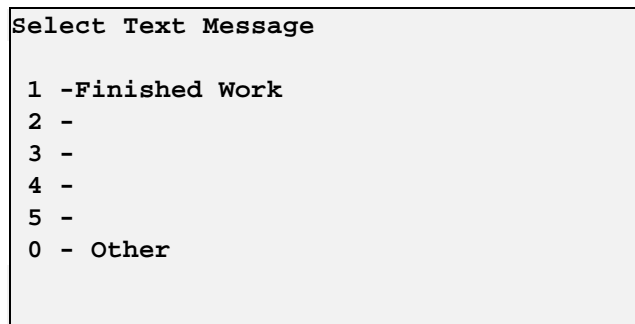 Select Text Message
1 -Finished Work
2 -
3 -
4 -
5 -
0 - Other